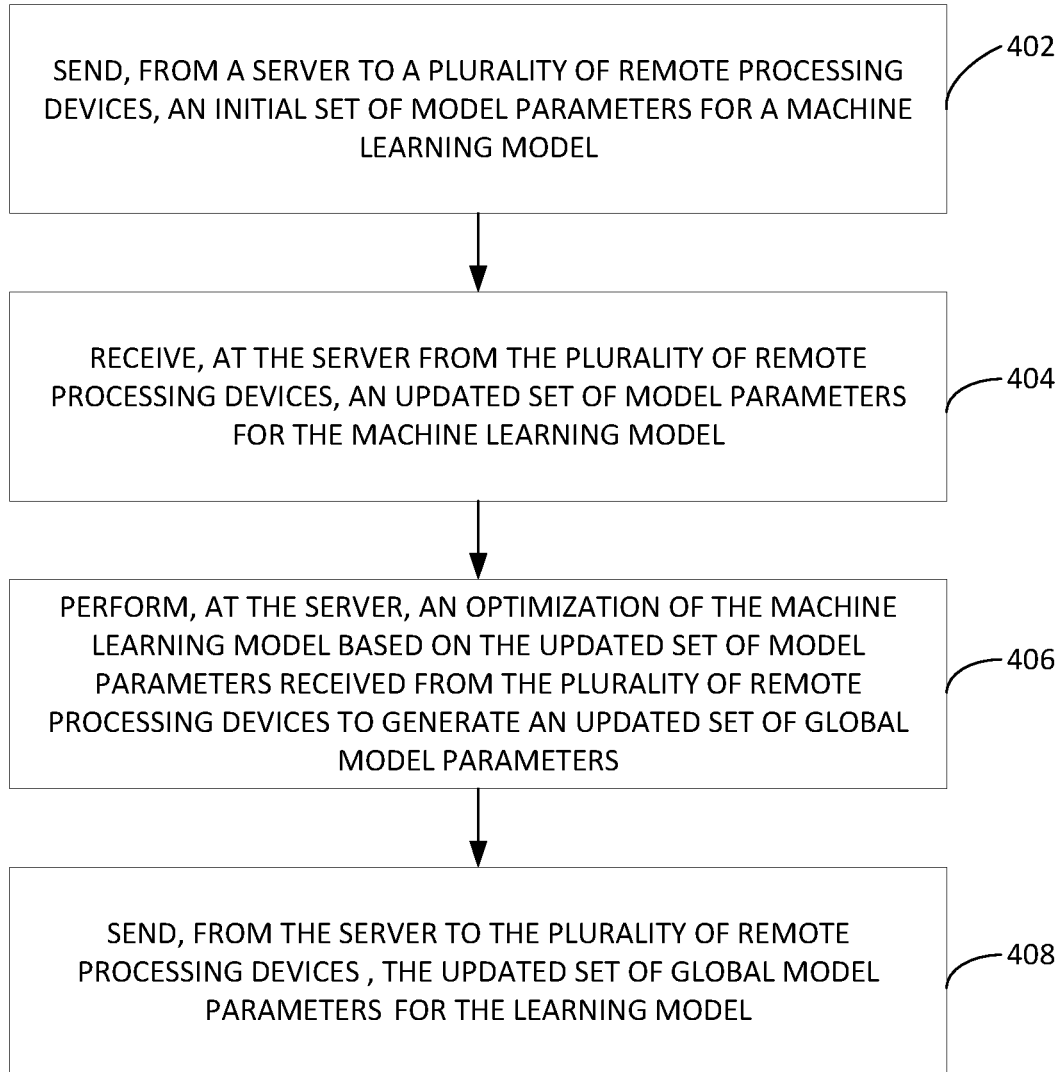 SEND, FROM A SERVER TO A PLURALITY OF REMOTE PROCESSING
DEVICES, AN INITIAL SET OF MODEL PARAMETERS FOR A MACHINE
LEARNING MODEL
402
RECEIVE, AT THE SERVER FROM THE PLURALITY OF REMOTE
PROCESSING DEVICES, AN UPDATED SET OF MODEL PARAMETERS
FOR THE MACHINE LEARNING MODEL
404
PERFORM, AT THE SERVER, AN OPTIMIZATION OF THE MACHINE
LEARNING MODEL BASED ON THE UPDATED SET OF MODEL
PARAMETERS RECEIVED FROM THE PLURALITY OF REMOTE
PROCESSING DEVICES TO GENERATE AN UPDATED SET OF GLOBAL
MODEL PARAMETERS
406
SEND, FROM THE SERVER TO THE PLURALITY OF REMOTE
PROCESSING DEVICES , THE UPDATED SET OF GLOBAL MODEL
PARAMETERS FOR THE LEARNING MODEL
408